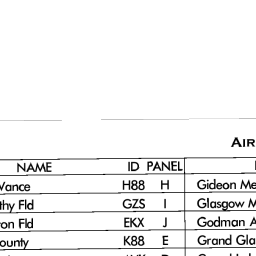 AIR
NAME ID PANEL
Vance H88 H Gideon Me
thy Fld GZS I Glasgow M
on Fld EKX J Godman A
ounty K88 E Grand Gla